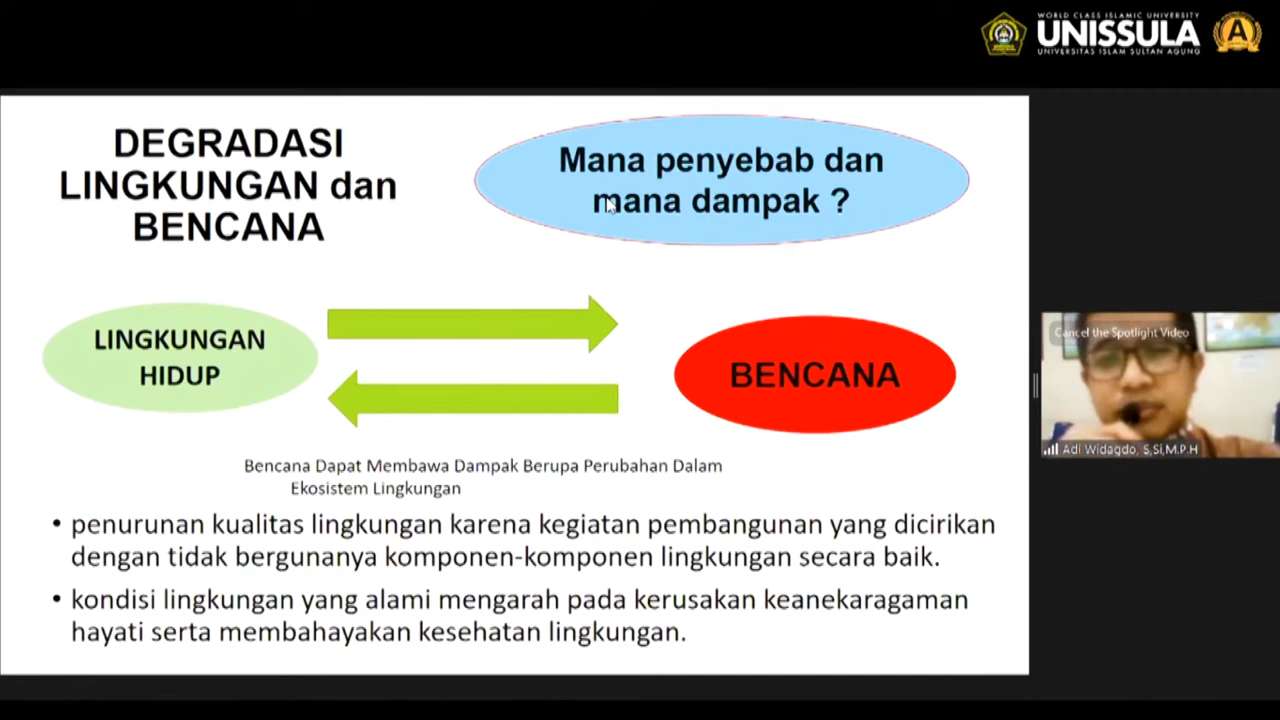 WORLD CLASS ISLAMIC UNIVERSITY
UNISSULA
UNIVERSITAS ISLAM SULTAN AGUNG
A
DEGRADASI
LINGKUNGAN dan
BENCANA
Mana penyebab dan
mana dampak ?
LINGKUNGAN
HIDUP
BENCANA
Cancel the Spotlight Video
Adi Widagdo, S,Si,M.P.H
Bencana Dapat Membawa Dampak Berupa Perubahan Dalam
Ekosistem Lingkungan
• penurunan kualitas lingkungan karena kegiatan pembangunan yang dicirikan
dengan tidak bergunanya komponen-komponen lingkungan secara baik.
• kondisi lingkungan yang alami mengarah pada kerusakan keanekaragaman
hayati serta membahayakan kesehatan lingkungan.